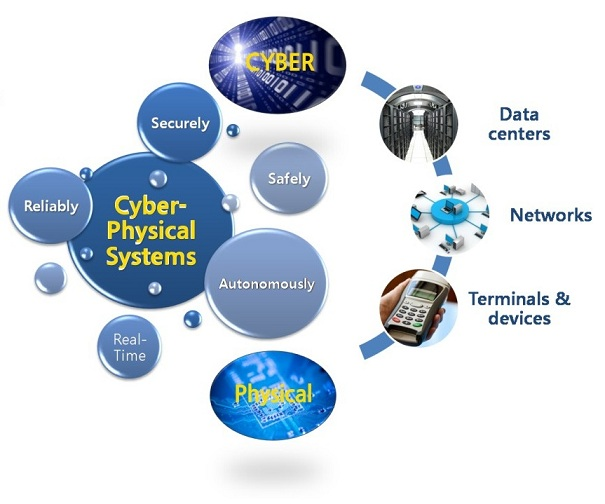 CYBER
Securely
Safely
Reliably
Cyber-
Physical
Systems
Autonomously
Real-
Time
Physical
Data
centers
Networks
Terminals &
devices